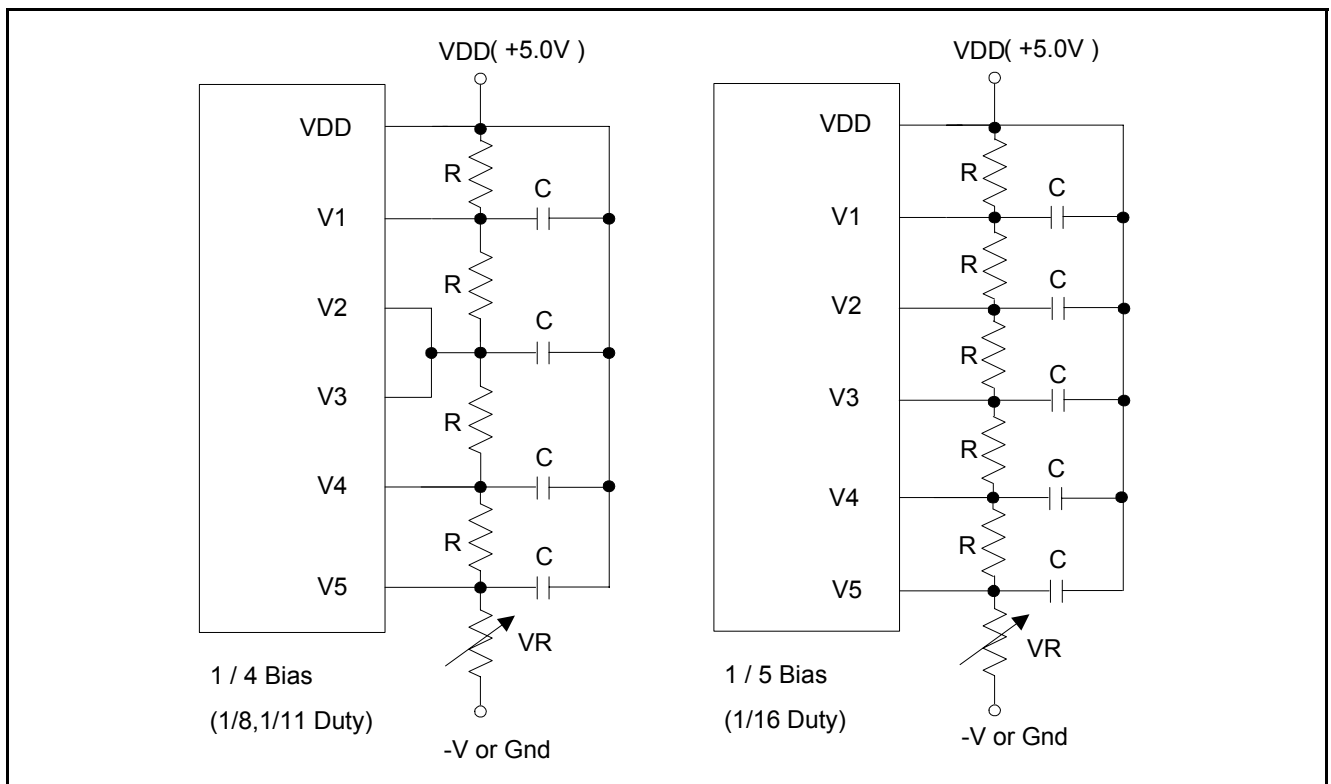 VDD( +5.0V )
VDD
R
C
V1
R
V2
C
V3
R
V4
C
R
C
V5
VR
1 / 4 Bias
(1/8,1/11 Duty)
-V or Gnd
VDD( +5.0V )
VDD
R
C
V1
R
C
V2
R
C
V3
R
C
V4
R
C
V5
VR
1 / 5 Bias
(1/16 Duty)
-V or Gnd